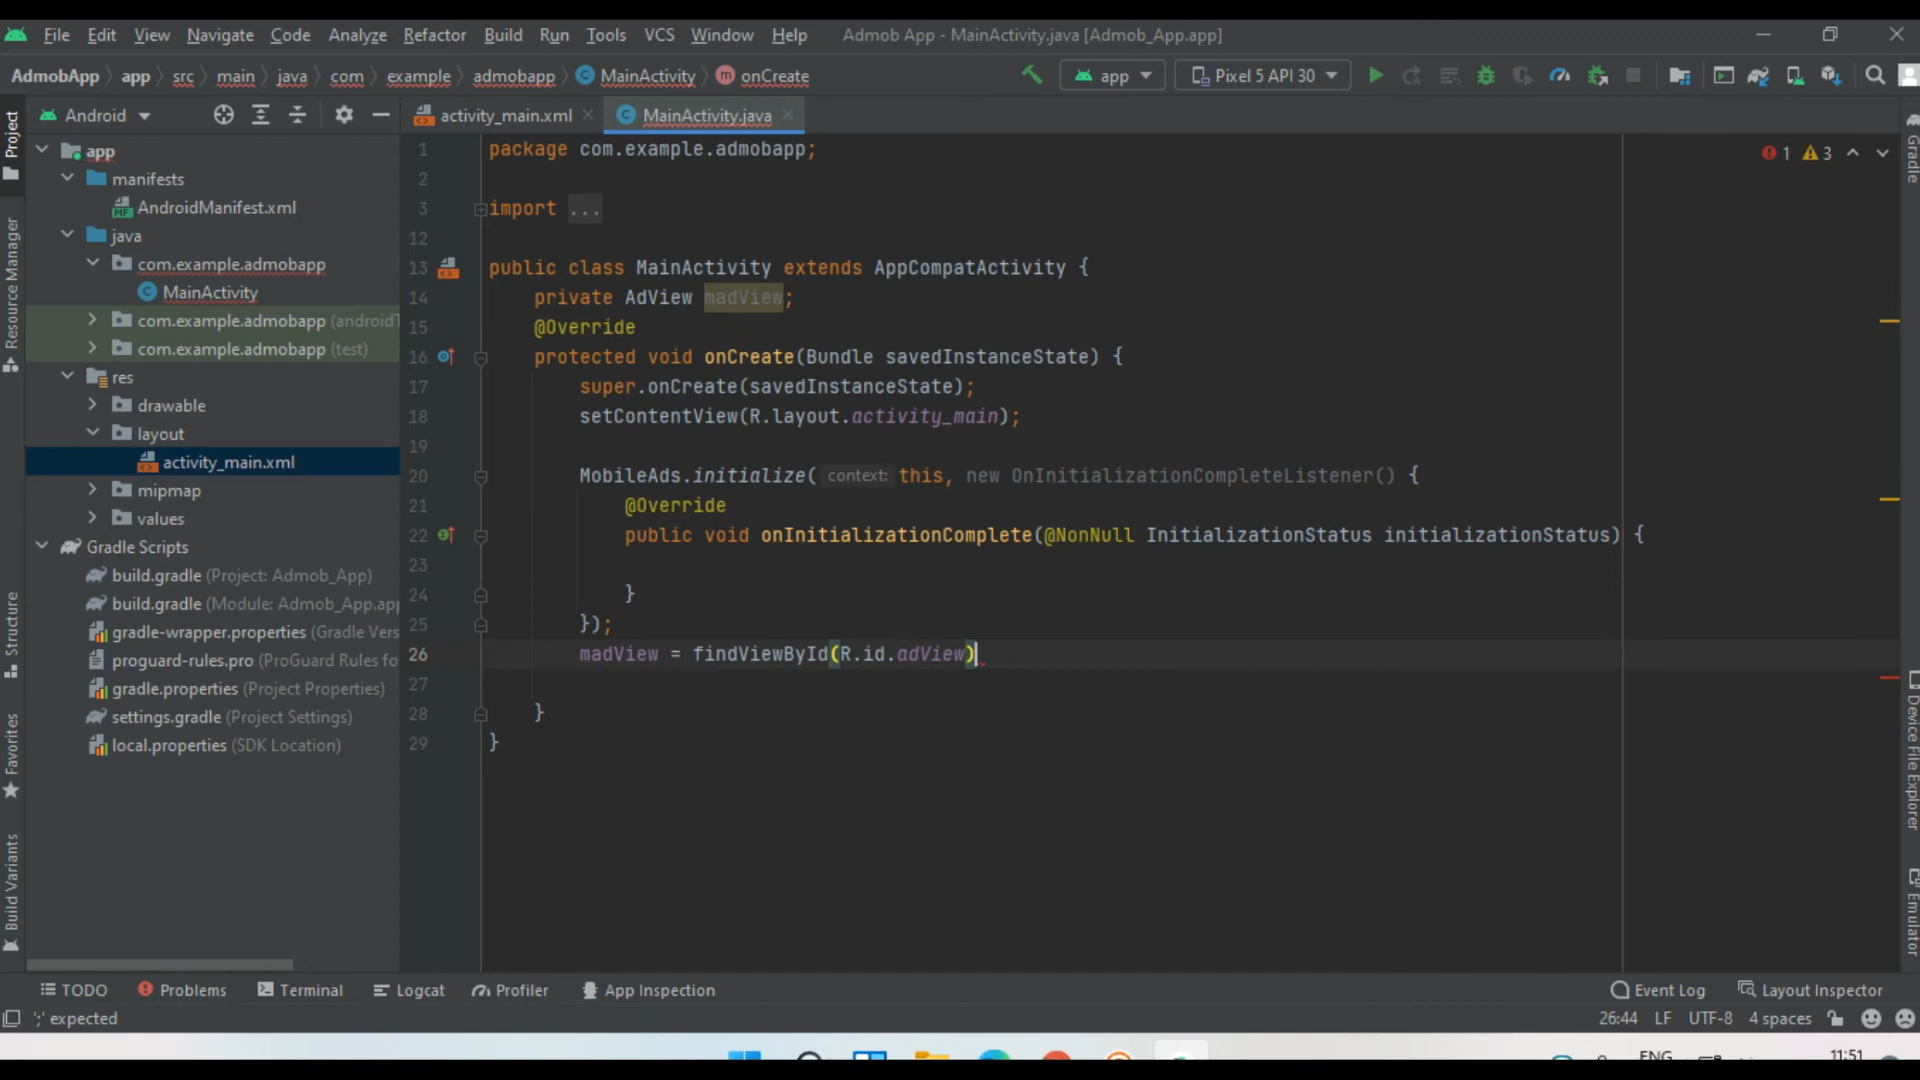 File Edit View Navigate Code Analyze Refactor Build Run Tools VCS Window Help Admob App - MainActivity.java [Admob_App.app]
AdmobApp app src main java com example admobapp MainActivity onCreate app Pixel 5 API 30
Android activity_main.xml MainActivity.java
Project
Resource Manager
Structure
Favorites
Build Variants
app
manifests
AndroidManifest.xml
java
com.example.admobapp
MainActivity
com.example.admobapp (androidT
com.example.admobapp (test)
res
drawable
layout
activity_main.xml
mipmap
values
Gradle Scripts
build.gradle (Project: Admob_App)
build.gradle (Module: Admob_App.app
gradle-wrapper.properties (Gradle Vers
proguard-rules.pro (ProGuard Rules fo
gradle.properties (Project Properties)
settings.gradle (Project Settings)
local.properties (SDK Location)
1 package com.example.admobapp;
2
3 import ...
12
13 public class MainActivity extends AppCompatActivity {
14 private AdView madView;
15 @Override
16 protected void onCreate(Bundle savedInstanceState) {
17 super.onCreate(savedInstanceState);
18 setContentView(R.layout.activity_main);
19
20 MobileAds.initialize( context: this, new OnInitializationCompleteListener() {
21 @Override
22 public void onInitializationComplete(@NonNull InitializationStatus initializationStatus) {
23
24 }
25 });
26 madView = findViewById(R.id.adView)
27
28 }
29 }
1 3
Gradle
Device File Explorer
Emulator
TODO Problems Terminal Logcat Profiler App Inspection Event Log Layout Inspector
';' expected 26:44 LF UTF-8 4 spaces
ENG 11:51